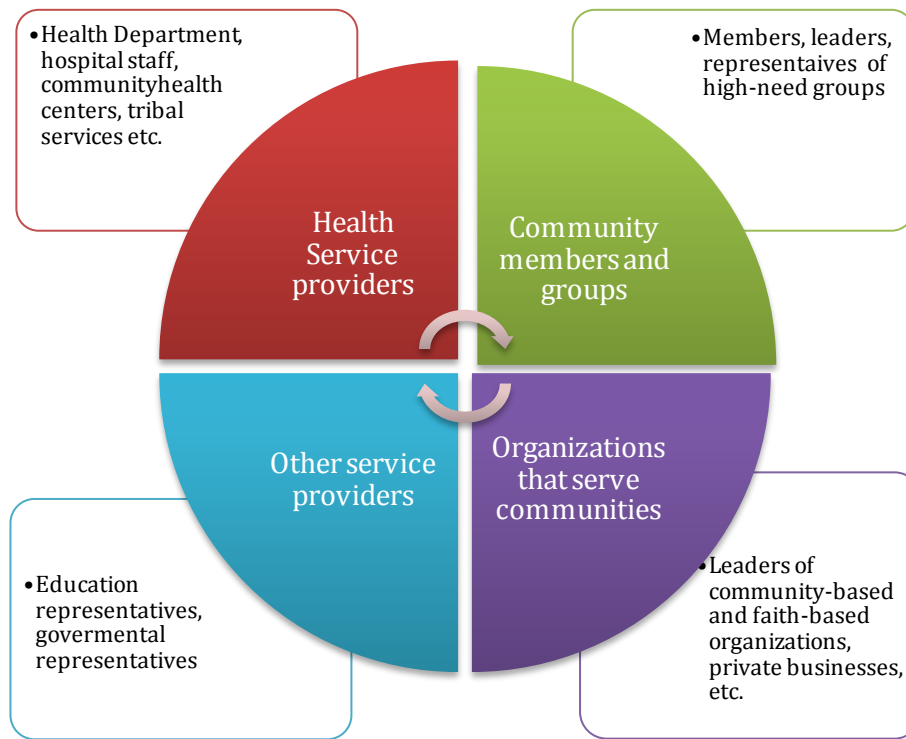 •Health Department,
hospital staff,
communityhealth
centers, tribal
services etc.
•Members, leaders,
representaives of
high-need groups
Health
Service
providers
Community
members and
groups
Other service
providers
Organizations
that serve
communities
•Education
representatives,
govermental
representatives
•Leaders of
community-based
and faith-based
organizations,
private businesses,
etc.